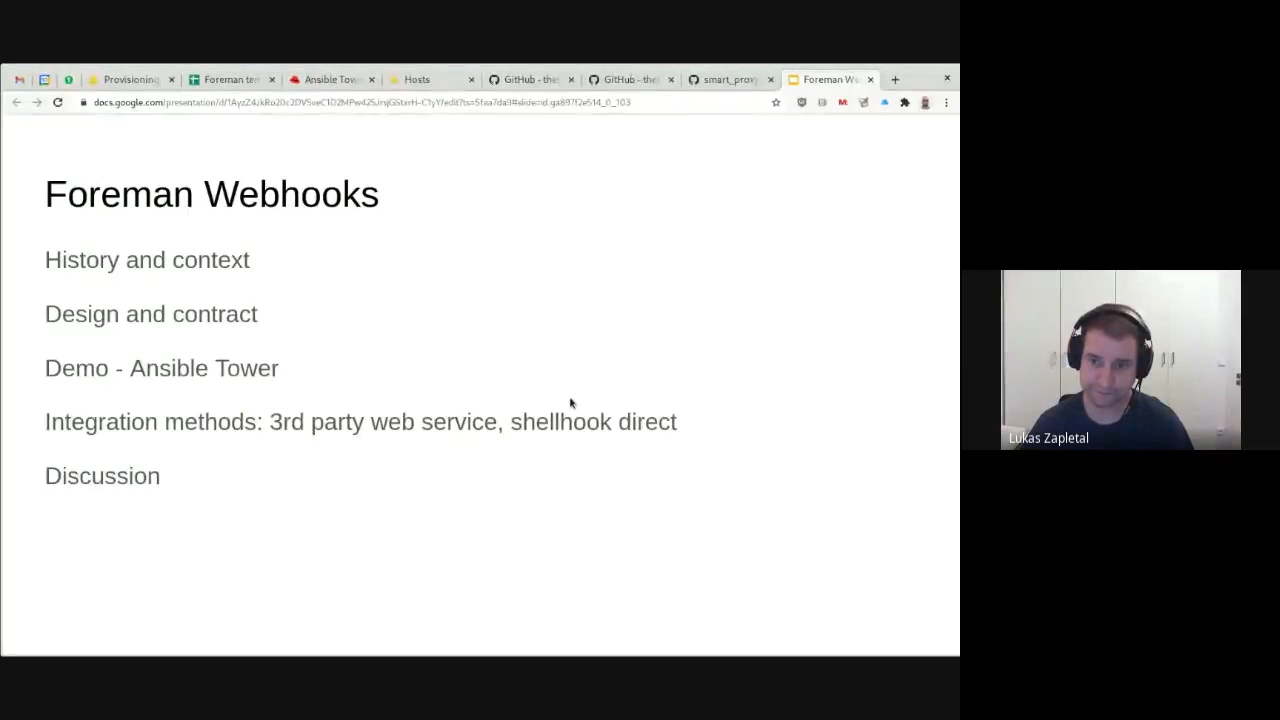 Provisioning
Foreman tem
Ansible Tow
Hosts
GitHub - the
GitHub - the
smart_proxy
Foreman We
Foreman Webhooks
History and context
Design and contract
Demo - Ansible Tower
Integration methods: 3rd party web service, shellhook direct
Discussion
Lukas Zapletal